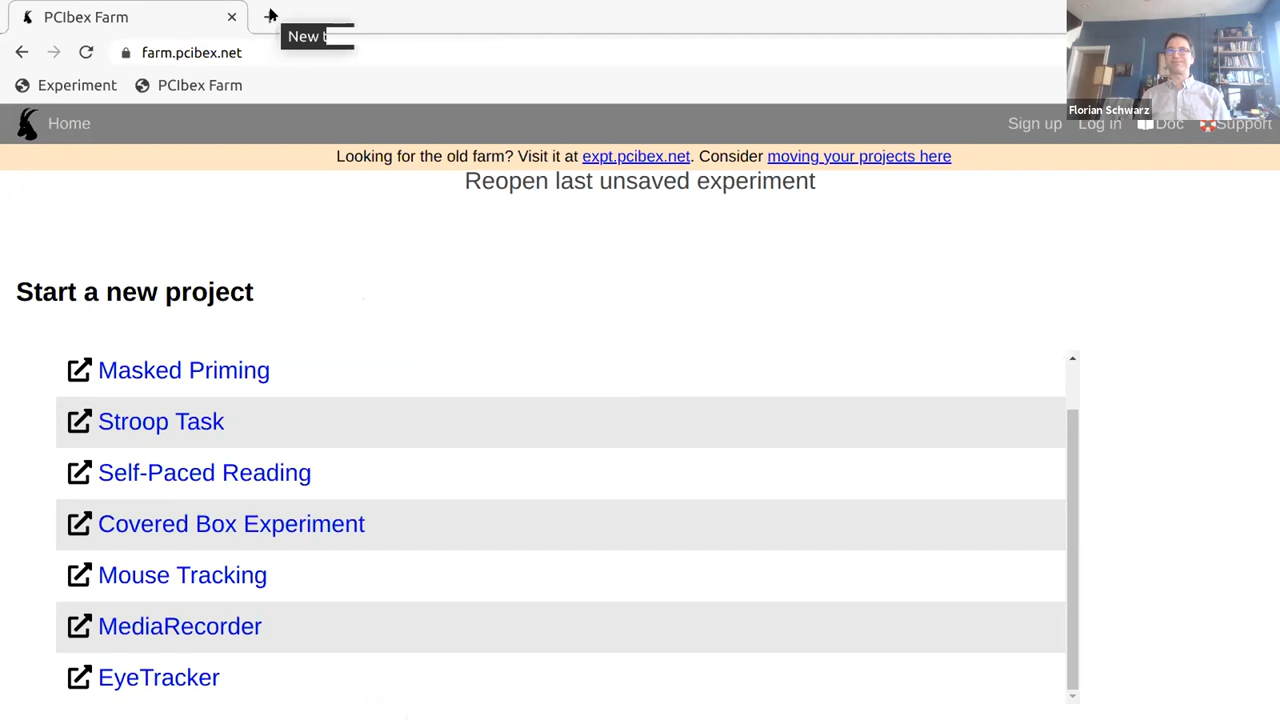 PCIbex Farm
New
farm.pcibex.net
Experiment
PCIbex Farm
Florian Schwarz
Home
Sign up
Log in
Doc
Support
Looking for the old farm? Visit it at expt.pcibex.net. Consider moving your projects here
Reopen last unsaved experiment
Start a new project
Masked Priming
Stroop Task
Self-Paced Reading
Covered Box Experiment
Mouse Tracking
MediaRecorder
EyeTracker